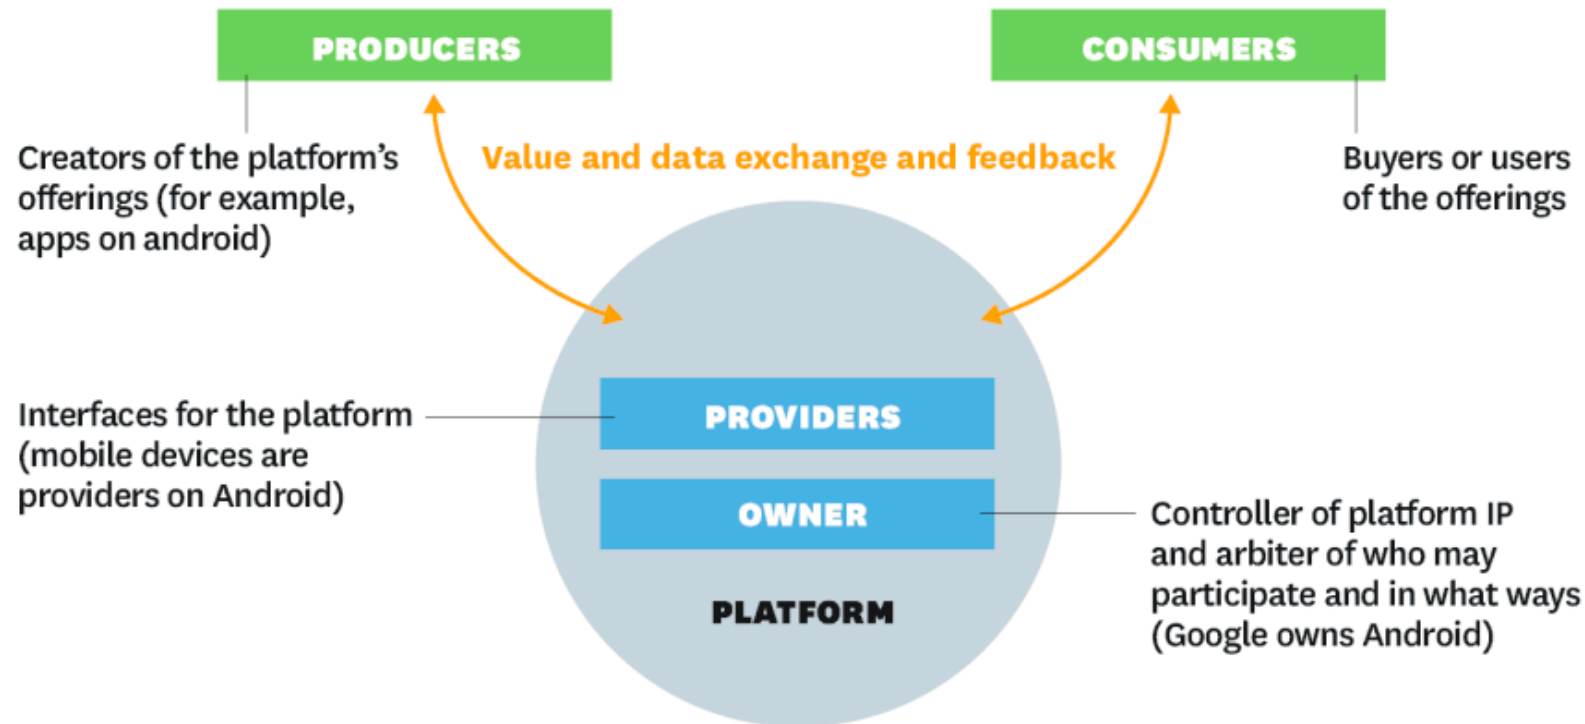 PRODUCERS
CONSUMERS
Creators of the platform’s
offerings (for example,
apps on android)
Value and data exchange and feedback
Buyers or users
of the offerings
Interfaces for the platform
(mobile devices are
providers on Android)
PROVIDERS
OWNER
Controller of platform IP
and arbiter of who may
participate and in what ways
(Google owns Android)
PLATFORM